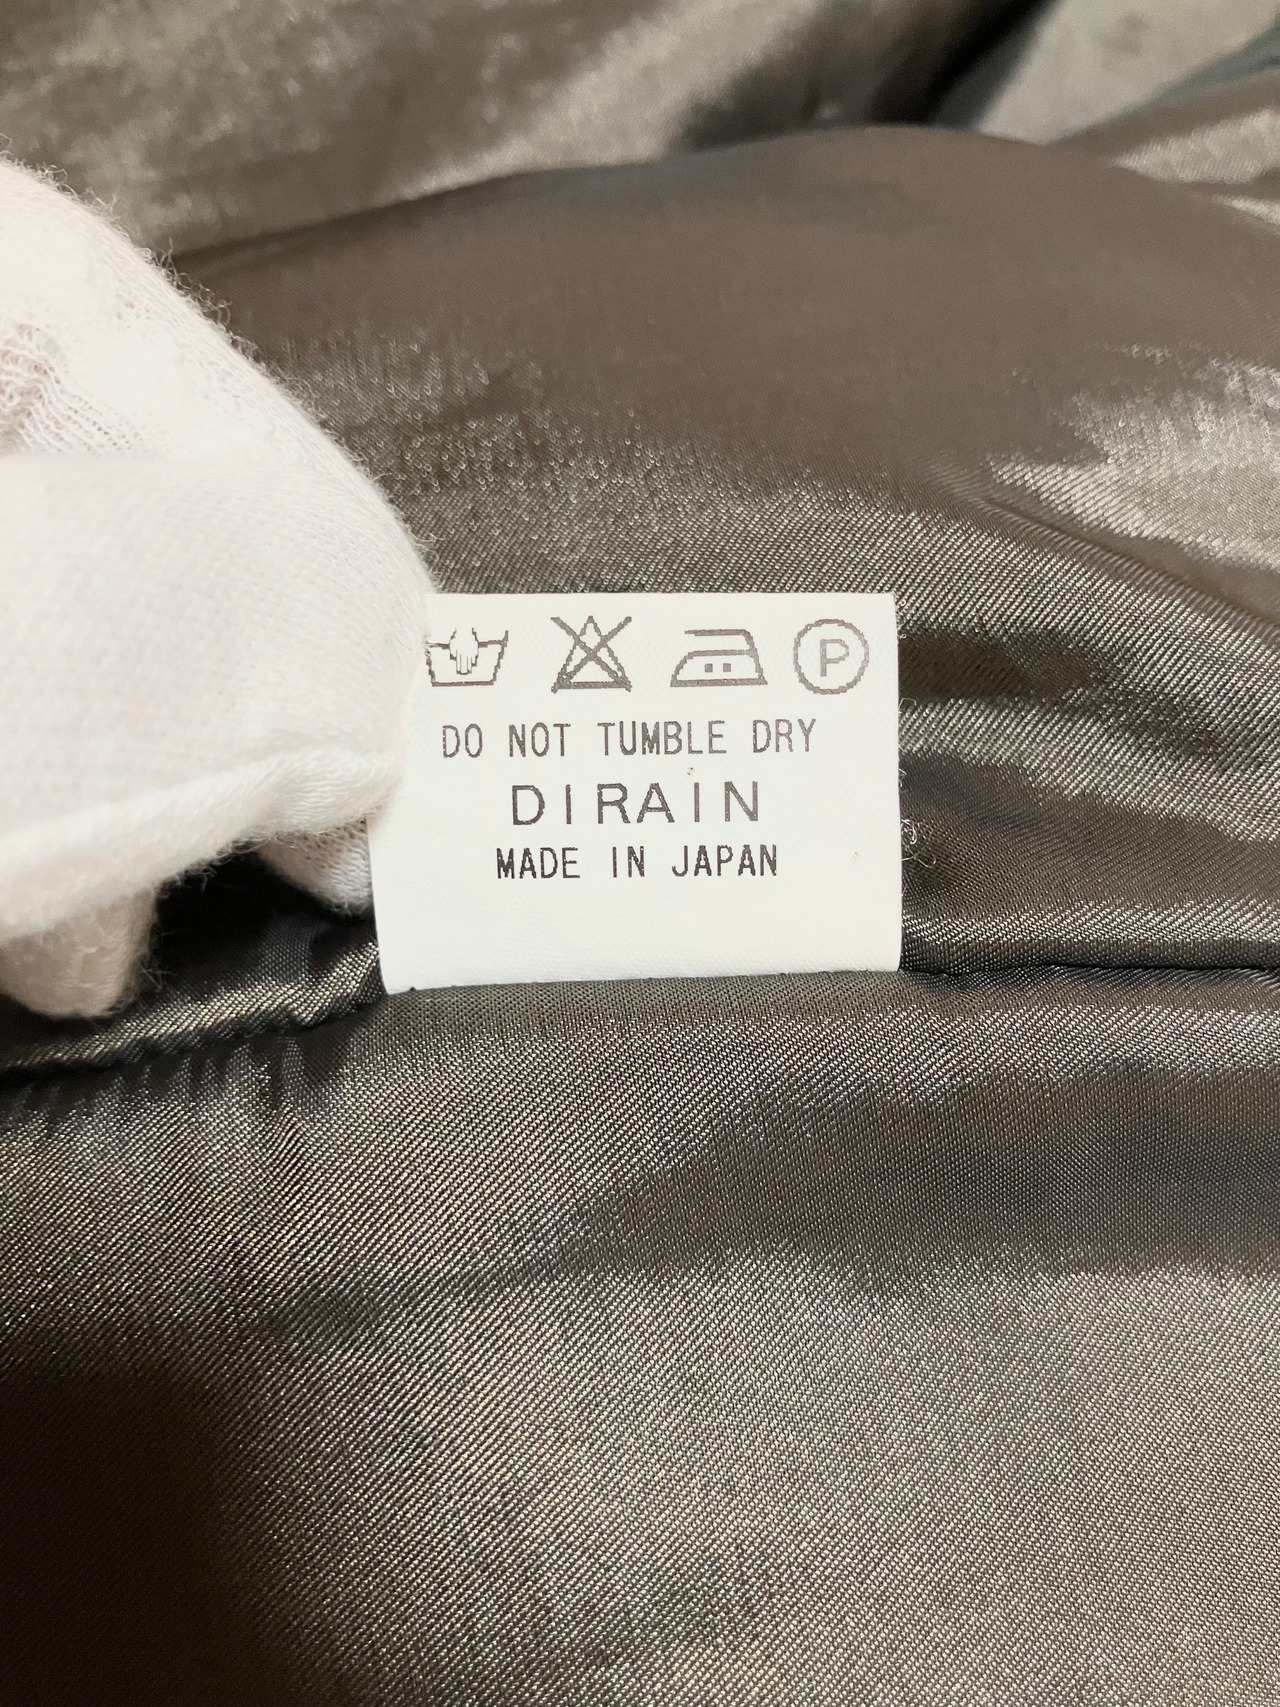 P
DO NOT TUMBLE DRY
DIRAIN
MADE IN JAPAN